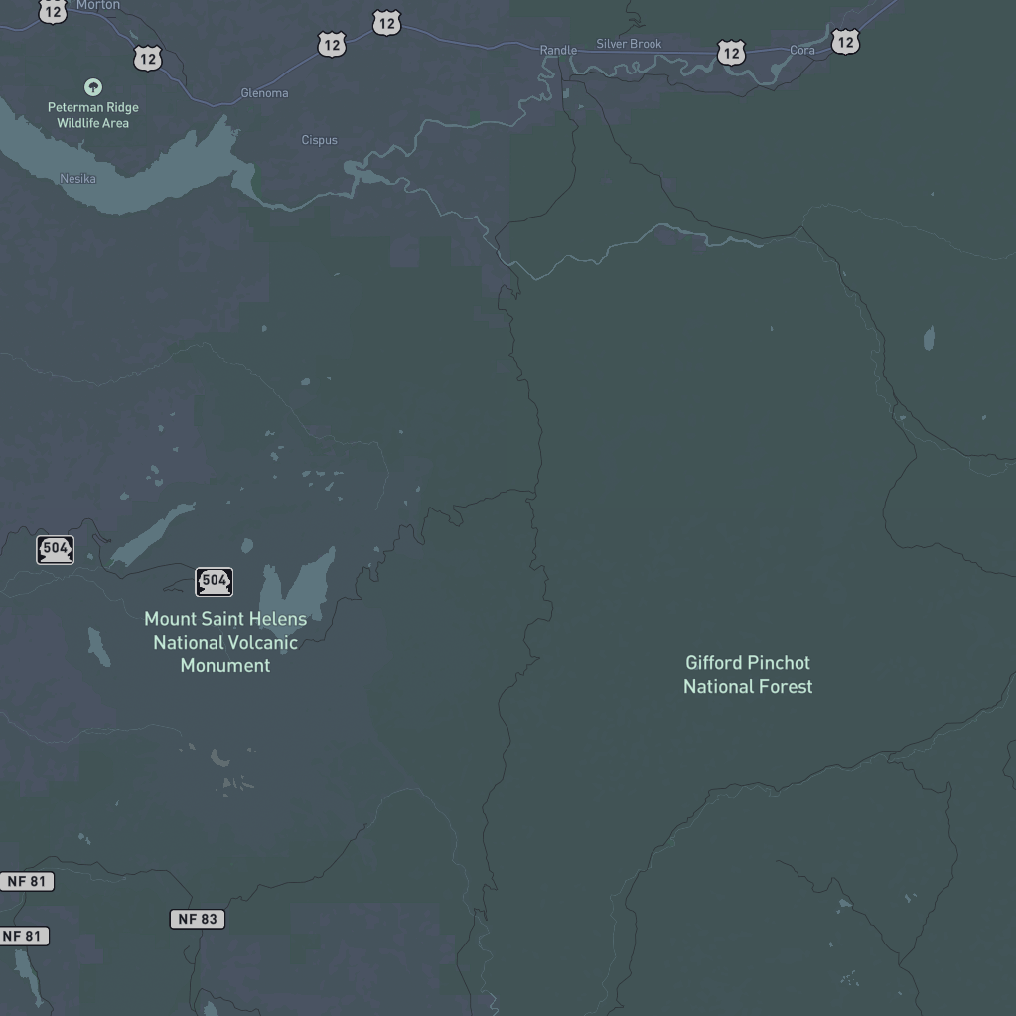 12
Morton
12
12
12
Randle
Silver Brook
12
Cora
12
Glenoma
Peterman Ridge
Wildlife Area
Cispus
Nesika
504
504
Mount Saint Helens
National Volcanic
Monument
Gifford Pinchot
National Forest
NF 81
NF 83
NF 81